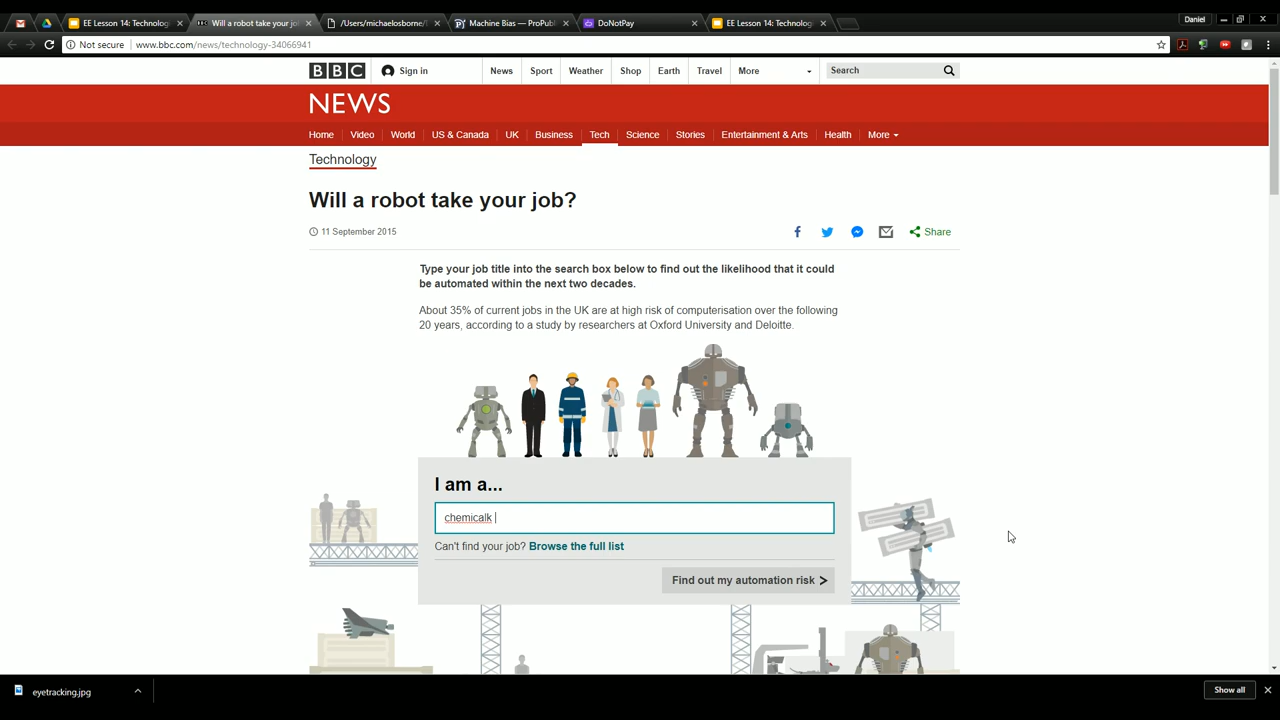 EE Lesson 14: Technolog
Will a robot take your jo
/Users/michaelosborne/
Machine Bias — ProPub
DoNotPay
EE Lesson 14: Technolog
Daniel
Not secure | www.bbc.com/news/technology-34066941
BBC Sign in News Sport Weather Shop Earth Travel More Search
NEWS
Home Video World US & Canada UK Business Tech Science Stories Entertainment & Arts Health More
Technology
Will a robot take your job?
11 September 2015
Share
Type your job title into the search box below to find out the likelihood that it could
be automated within the next two decades.
About 35% of current jobs in the UK are at high risk of computerisation over the following
20 years, according to a study by researchers at Oxford University and Deloitte.
I am a...
chemicalk
Can't find your job? Browse the full list
Find out my automation risk
eyetracking.jpg
Show all